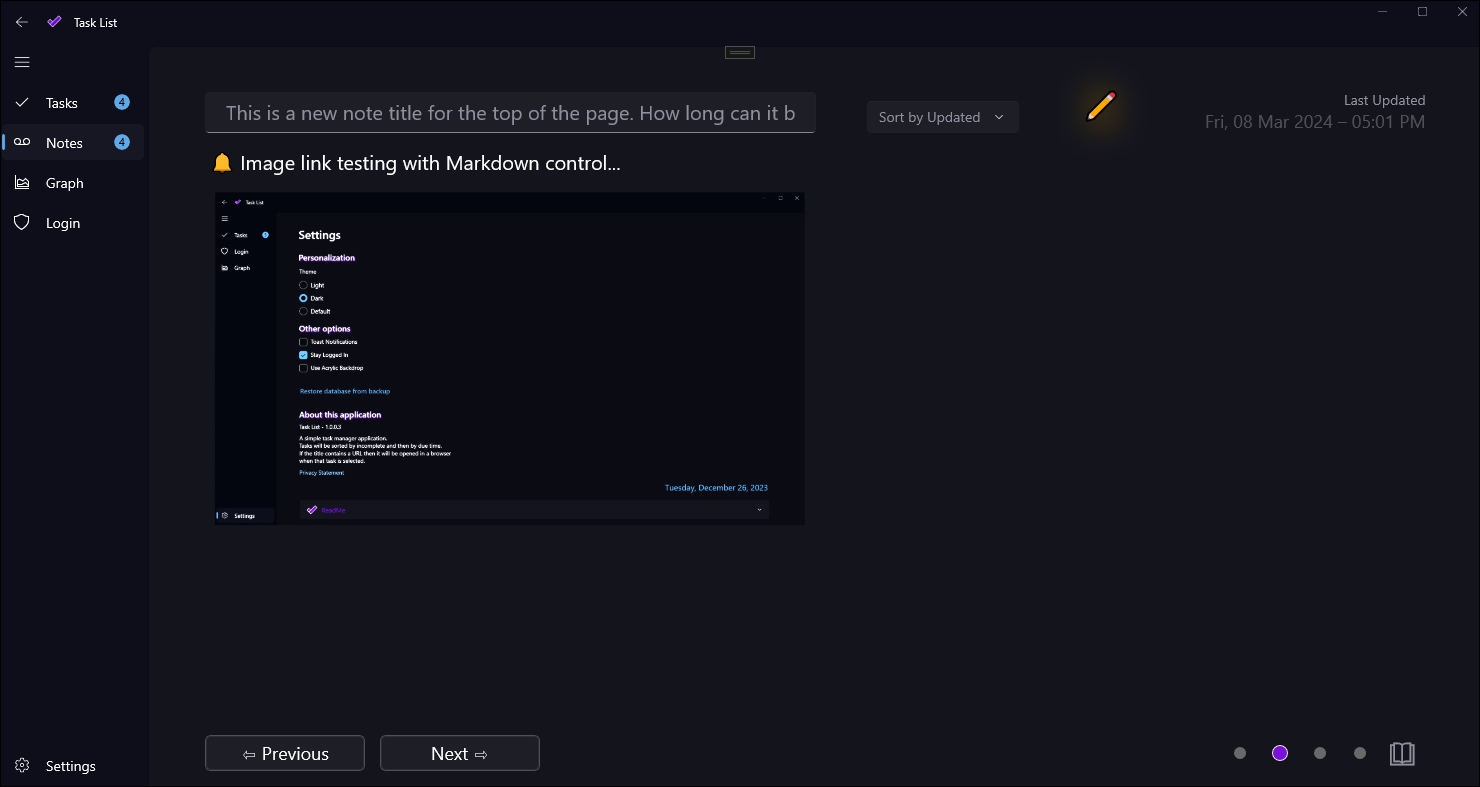 Task List
Tasks 4
Notes 4
Graph
Login
Settings
This is a new note title for the top of the page. How long can it b
Sort by Updated
Last Updated
Fri, 08 Mar 2024 – 05:01 PM
🔔 Image link testing with Markdown control...
Task List
Tasks
Login
Graph
Settings
Settings
Personalization
Theme
Light
Dark
Default
Other options
Toast Notifications
Stay Logged In
Use Acrylic Backdrop
Restore database from backup
About this application
Task List - 1.0.0.3
A simple task manager application.
Tasks will be sorted by incomplete and then by due time.
If the title contains a URL then it will be opened in a browser
when that task is selected.
Privacy Statement
Tuesday, December 26, 2023
ReadMe
⇦ Previous
Next ⇨